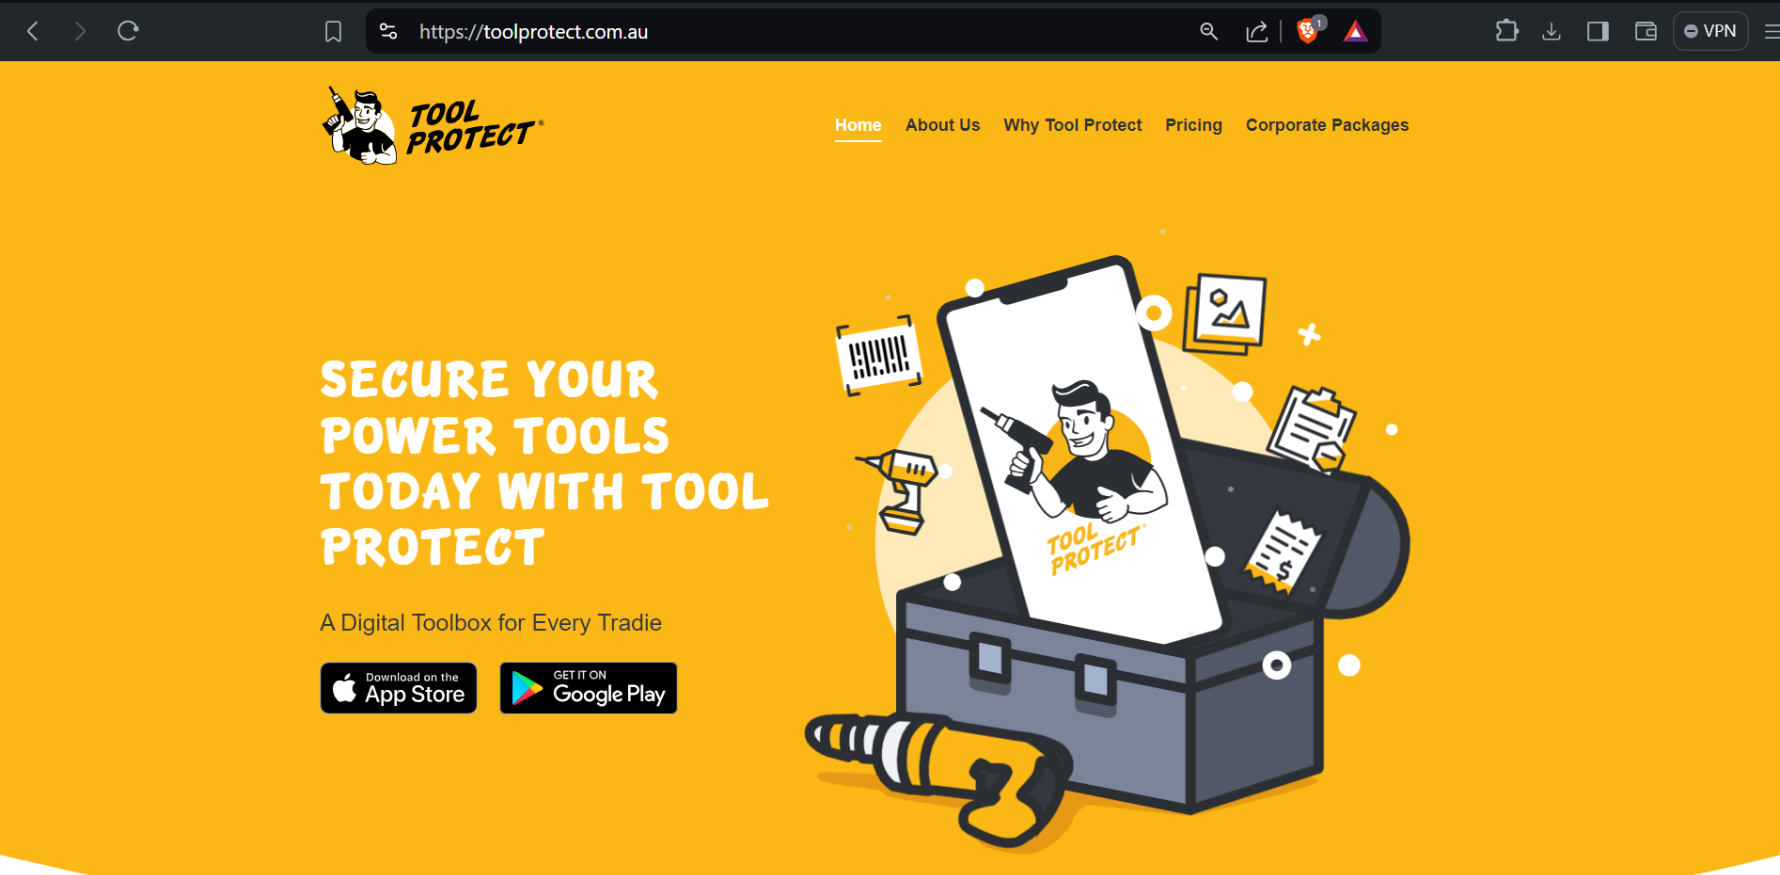 https://toolprotect.com.au
1
VPN
TOOL
PROTECT®
Home About Us Why Tool Protect Pricing Corporate Packages
SECURE YOUR
POWER TOOLS
TODAY WITH TOOL
PROTECT
A Digital Toolbox for Every Tradie
Download on the
App Store
GET IT ON
Google Play
TOOL
PROTECT®
$